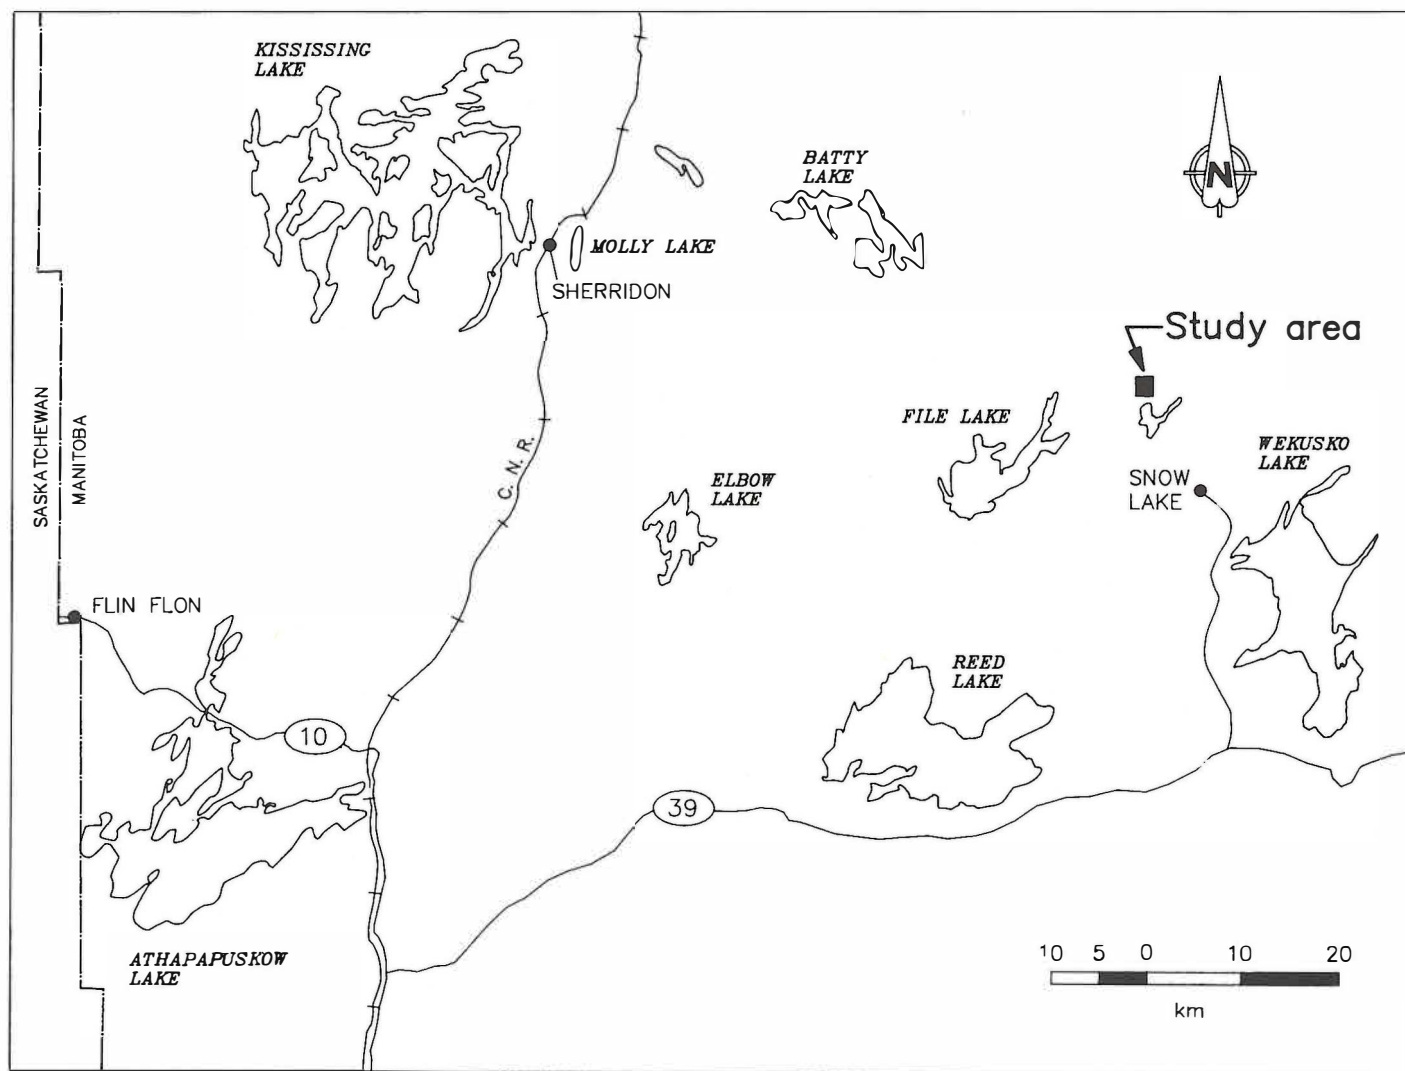 KISSISSING
LAKE
BATTY
LAKE
N
MOLLY LAKE
SHERRIDON
Study area
SASKATCHEWAN
MANITOBA
FILE LAKE
WEKUSKO
LAKE
C. N. R.
ELBOW
LAKE
SNOW
LAKE
FLIN FLON
REED
LAKE
10
39
ATHAPAPUSKOW
LAKE
10 5 0 10 20
km